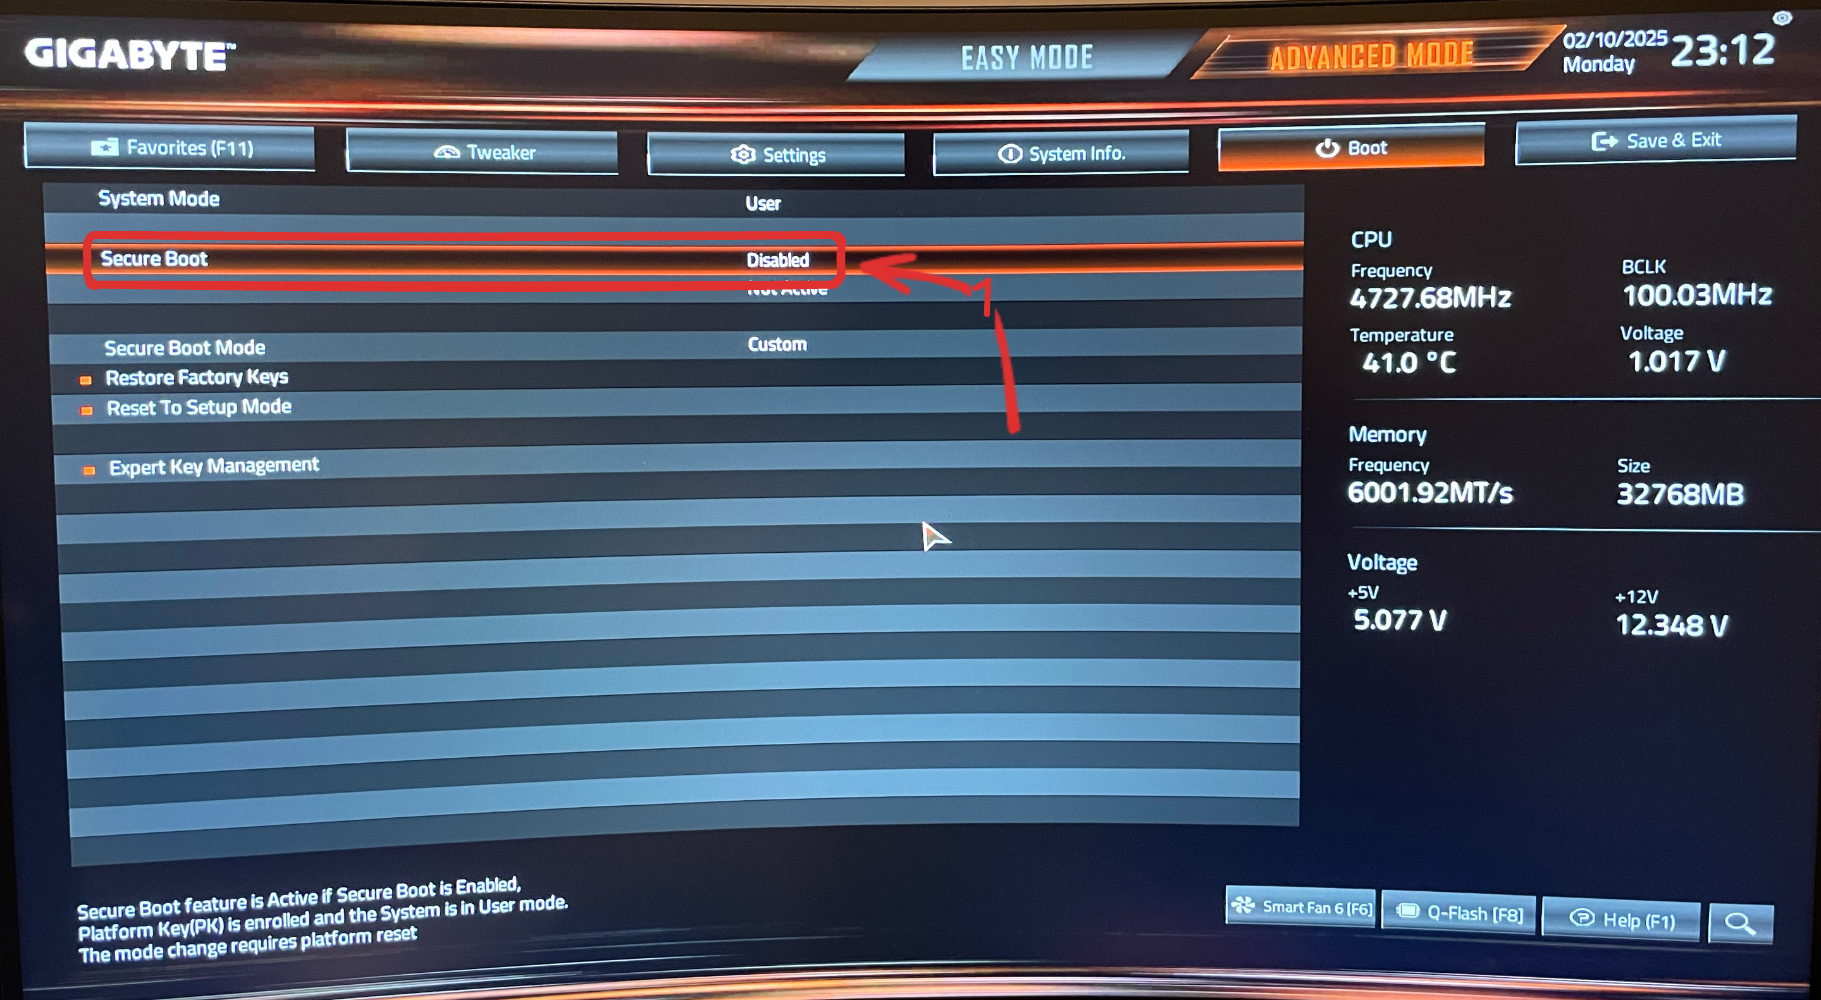 GIGABYTE™
EASY MODE
ADVANCED MODE
02/10/2025
Monday
23:12
Favorites (F11)
Tweaker
Settings
System Info.
Boot
Save & Exit
System Mode User
Secure Boot Disabled
Not Active
Secure Boot Mode Custom
Restore Factory Keys
Reset To Setup Mode
Expert Key Management
1
CPU
Frequency BCLK
4727.68MHz 100.03MHz
Temperature Voltage
41.0 °C 1.017 V
Memory
Frequency Size
6001.92MT/s 32768MB
Voltage
+5V +12V
5.077 V 12.348 V
Secure Boot feature is Active if Secure Boot is Enabled,
Platform Key(PK) is enrolled and the System is in User mode.
The mode change requires platform reset
Smart Fan 6 [F6]
Q-Flash [F8]
Help (F1)